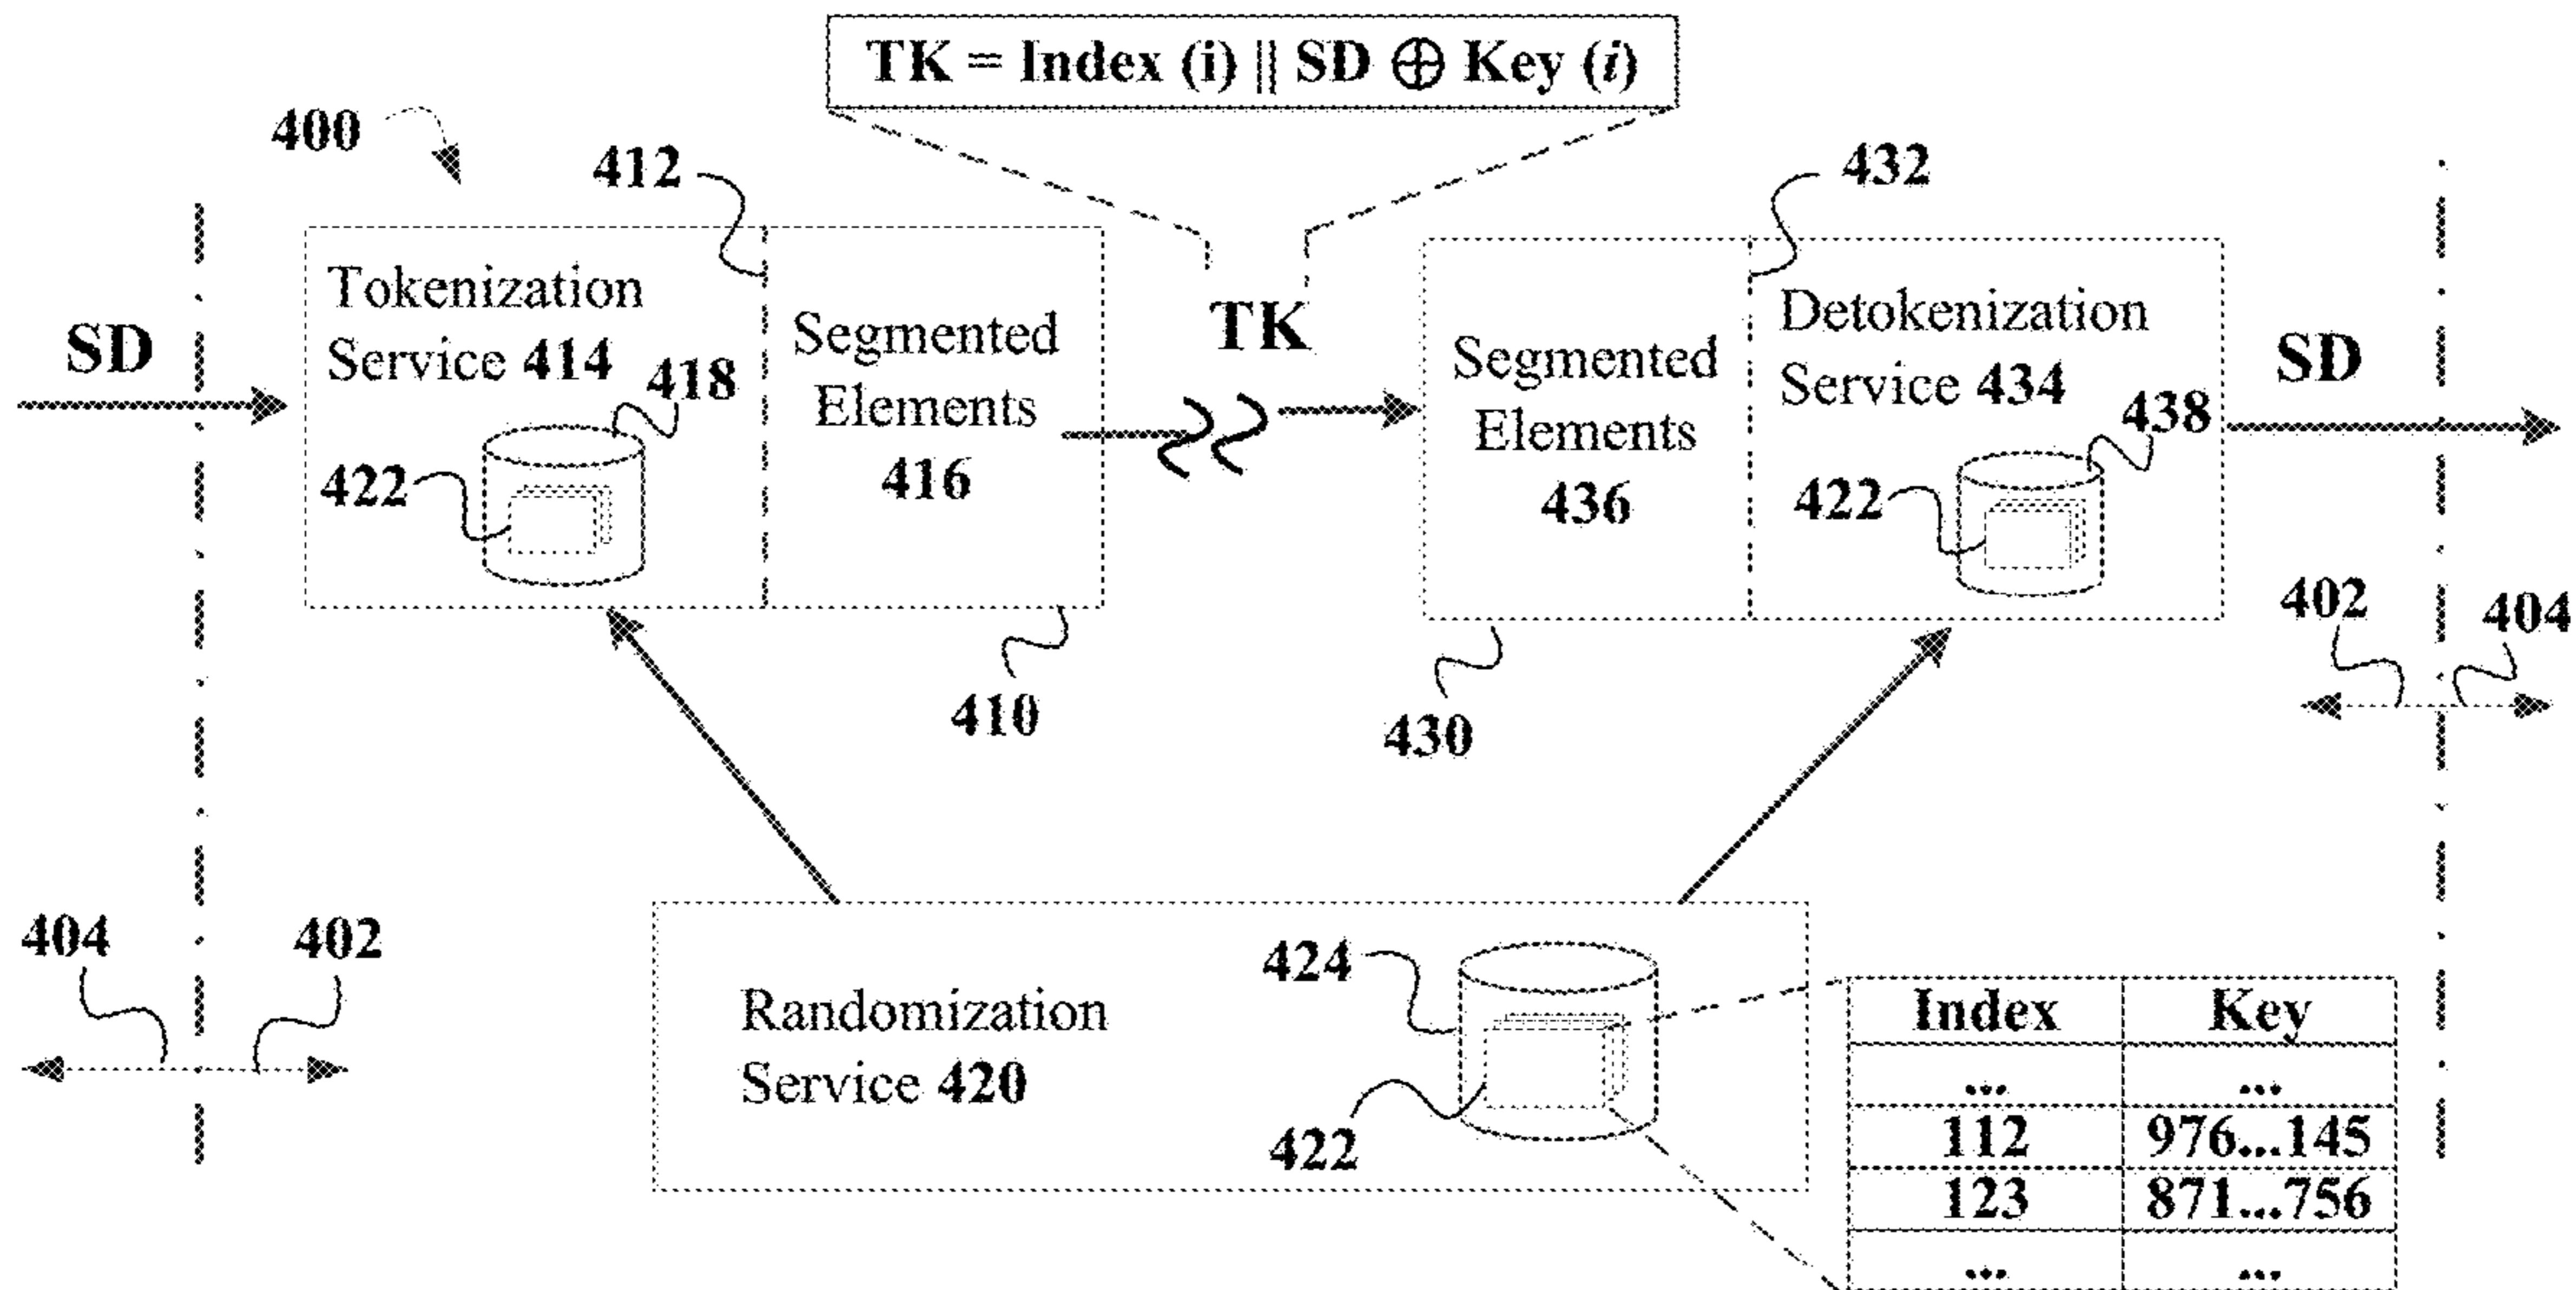 TK = Index (i) || SD ⊕ Key (i)
400
412
432
Tokenization
Service 414
418
422
Segmented
Elements
416
SD
TK
Segmented
Elements
436
Detokenization
Service 434
438
422
SD
402
404
410
430
404
402
Randomization
Service 420
424
422
Index Key
... ...
112 976...145
123 871...756
... ...